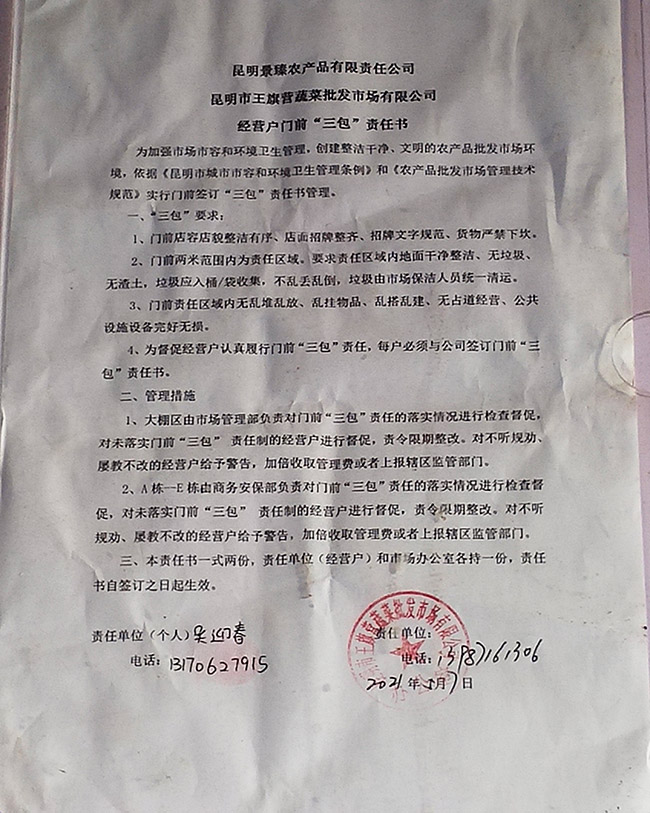 昆明景臻农产品有限责任公司
昆明市王旗营蔬菜批发市场有限公司
经营户门前“三包”责任书
为加强市场市容和环境卫生管理，创建整洁干净、文明的农产品批发市场环
境，依据《昆明市城市市容和环境卫生管理条例》和《农产品批发市场管理技术
规范》实行门前签订“三包”责任书管理。
一、“三包”要求：
1、门前店容店貌整洁有序、店面招牌整齐、招牌文字规范、货物严禁下坎。
2、门前两米范围内为责任区域。要求责任区域内地面干净整洁、无垃圾、
无渣土，垃圾应入桶/袋收集，不乱丢乱倒，垃圾由市场保洁人员统一清运。
3、门前责任区域内无乱堆乱放、乱挂物品、乱搭乱建、无占道经营、公共
设施设备完好无损。
4、为督促经营户认真履行门前“三包”责任，每户必须与公司签订门前“三
包”责任书。
二、管理措施
1、大棚区由市场管理部负责对门前“三包”责任的落实情况进行检查督促，
对未落实门前“三包” 责任制的经营户进行督促，责令限期整改。对不听规劝、
屡教不改的经营户给予警告，加倍收取管理费或者上报辖区监管部门。
2、A栋--E栋由商务安保部负责对门前“三包”责任的落实情况进行检查督
促，对未落实门前“三包” 责任制的经营户进行督促，责令限期整改。对不听
规劝、屡教不改的经营户给予警告，加倍收取管理费或者上报辖区监管部门。
三、本责任书一式两份，责任单位（经营户）和市场办公室各持一份，责任
书自签订之日起生效。
责任单位（个人）吴迎春
责任单位：
电话：13170627915
电话：
2021年 月7日
王旗营蔬菜批发市场有限公